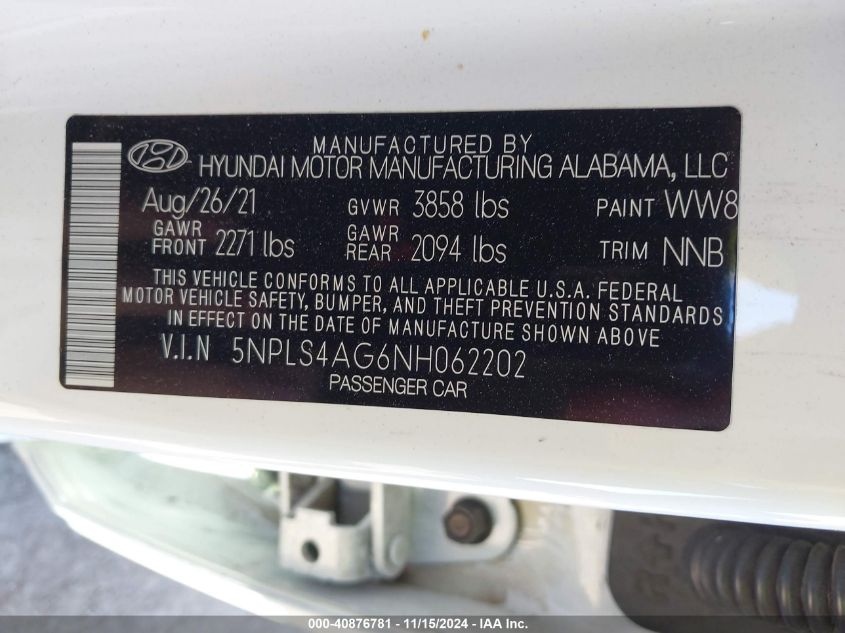 MANUFACTURED BY
HYUNDAI MOTOR MANUFACTURING ALABAMA, LLC
Aug/26/21 GVWR 3858 lbs PAINT WW8
GAWR FRONT 2271 lbs GAWR REAR 2094 lbs TRIM NNB
THIS VEHICLE CONFORMS TO ALL APPLICABLE U.S.A. FEDERAL
MOTOR VEHICLE SAFETY, BUMPER, AND THEFT PREVENTION STANDARDS
IN EFFECT ON THE DATE OF MANUFACTURE SHOWN ABOVE
V.I.N 5NPLS4AG6NH062202
PASSENGER CAR
000-40876781 - 11/15/2024 - IAA Inc.